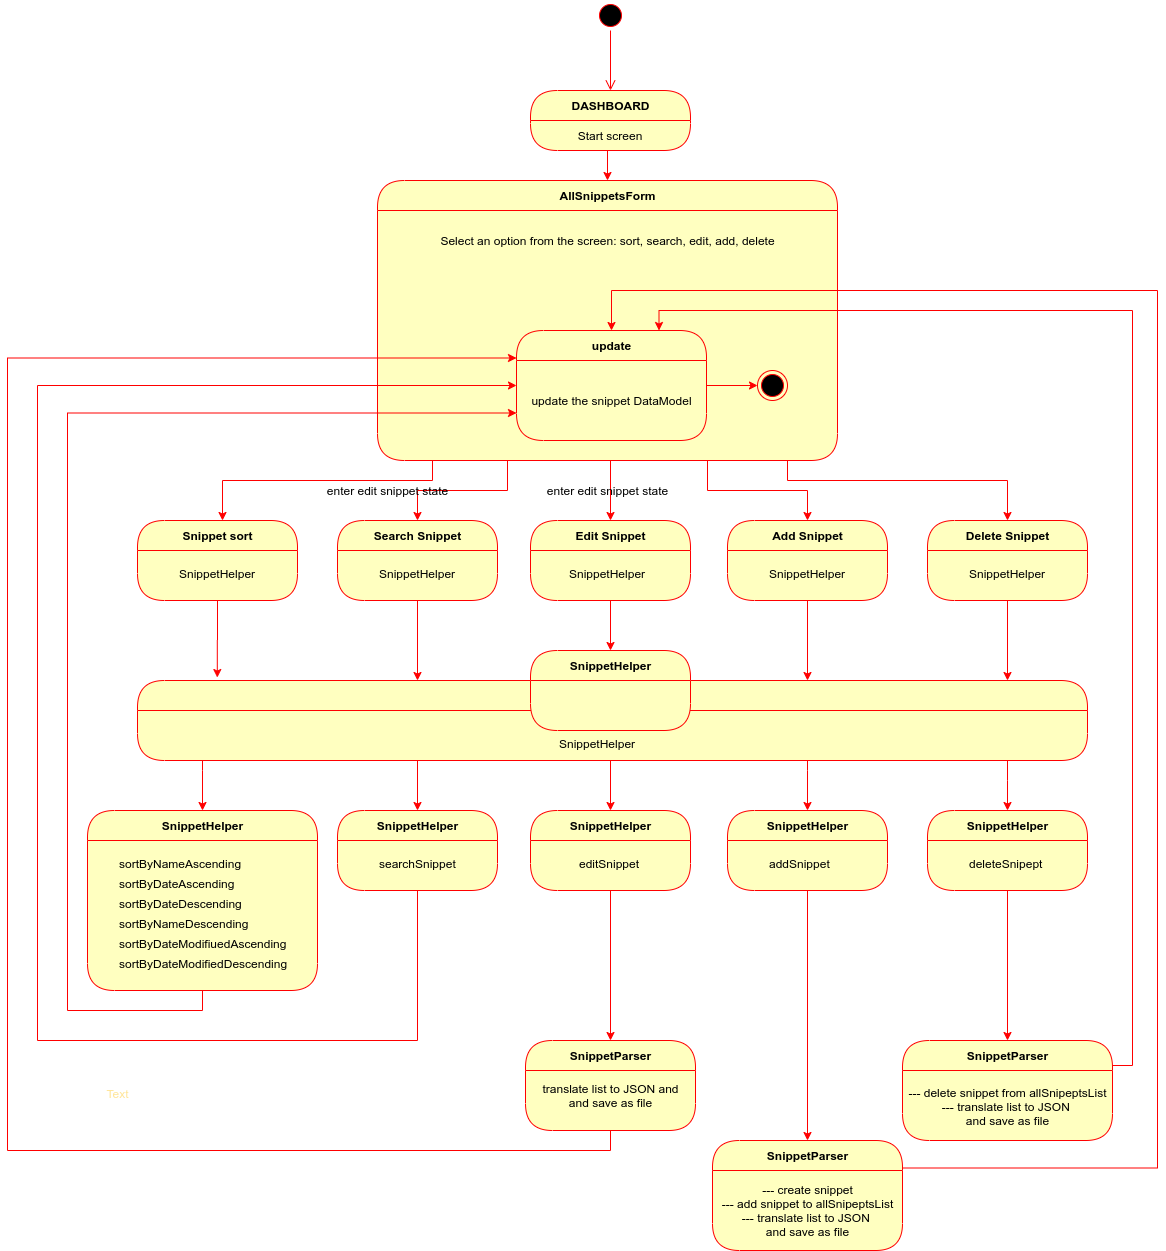 DASHBOARD
Start screen
AllSnippetsForm
Select an option from the screen: sort, search, edit, add, delete
update
update the snippet DataModel
enter edit snippet state
enter edit snippet state
Snippet sort
SnippetHelper
Search Snippet
SnippetHelper
Edit Snippet
SnippetHelper
Add Snippet
SnippetHelper
Delete Snippet
SnippetHelper
SnippetHelper
SnippetHelper
SnippetHelper
sortByNameAscending
sortByDateAscending
sortByDateDescending
sortByNameDescending
sortByDateModifiuedAscending
sortByDateModifiedDescending
SnippetHelper
searchSnippet
SnippetHelper
editSnippet
SnippetHelper
addSnippet
SnippetHelper
deleteSnipept
SnippetParser
translate list to JSON and
and save as file
SnippetParser
--- delete snippet from allSnipeptsList
--- translate list to JSON
and save as file
Text
SnippetParser
--- create snippet
--- add snippet to allSnipeptsList
--- translate list to JSON
and save as file